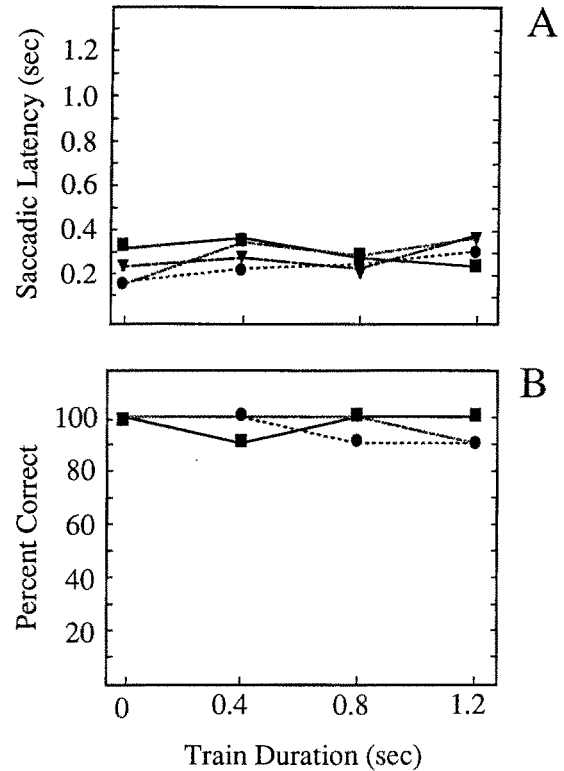 A
Saccadic Latency (sec)
1.2
1.0
0.8
0.6
0.4
0.2
B
Percent Correct
100
80
60
40
20
0 0.4 0.8 1.2
Train Duration (sec)